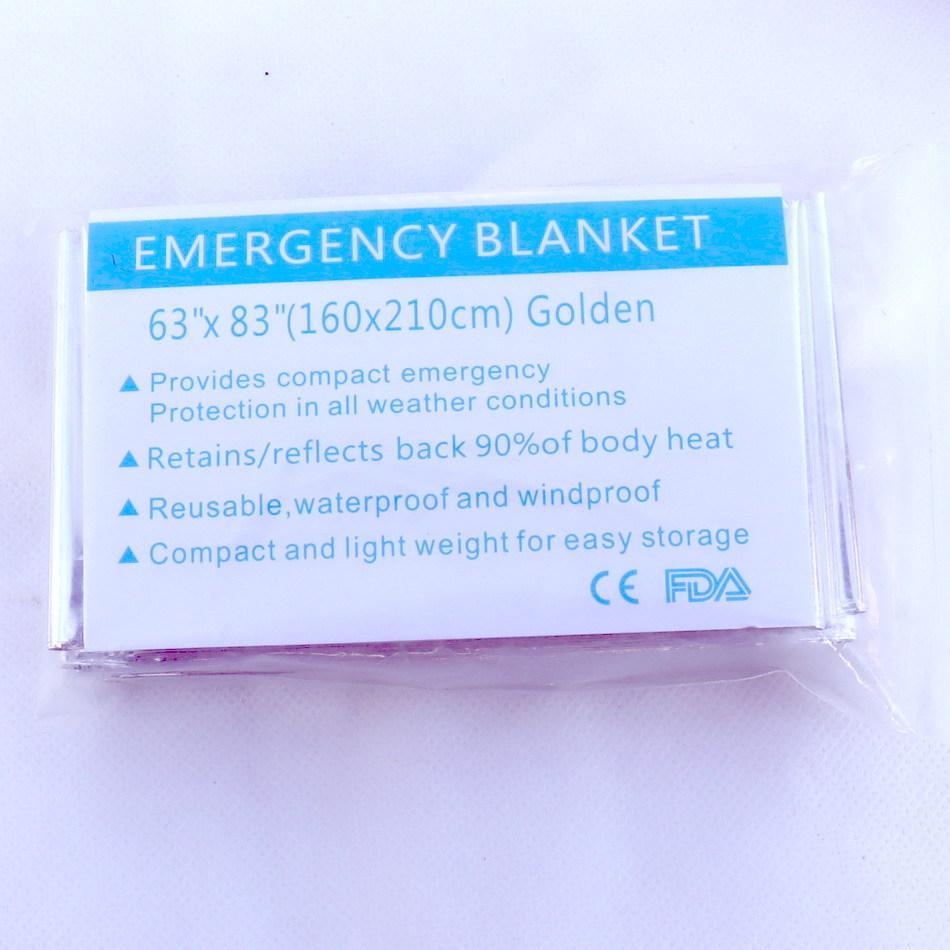 EMERGENCY BLANKET
63"x 83"(160x210cm) Golden
▲ Provides compact emergency
Protection in all weather conditions
▲ Retains/reflects back 90%of body heat
▲ Reusable,waterproof and windproof
▲ Compact and light weight for easy storage
CE FDA